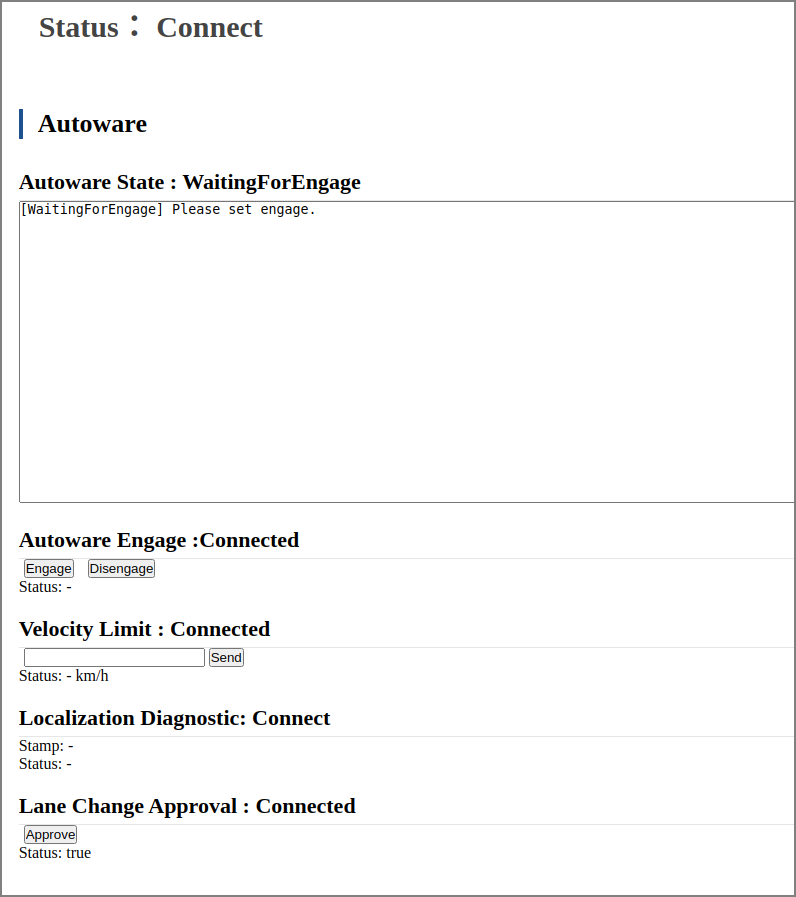 Status： Connect
Autoware
Autoware State : WaitingForEngage
[WaitingForEngage] Please set engage.
Autoware Engage :Connected
Engage Disengage
Status: -
Velocity Limit : Connected
Send
Status: - km/h
Localization Diagnostic: Connect
Stamp: -
Status: -
Lane Change Approval : Connected
Approve
Status: true